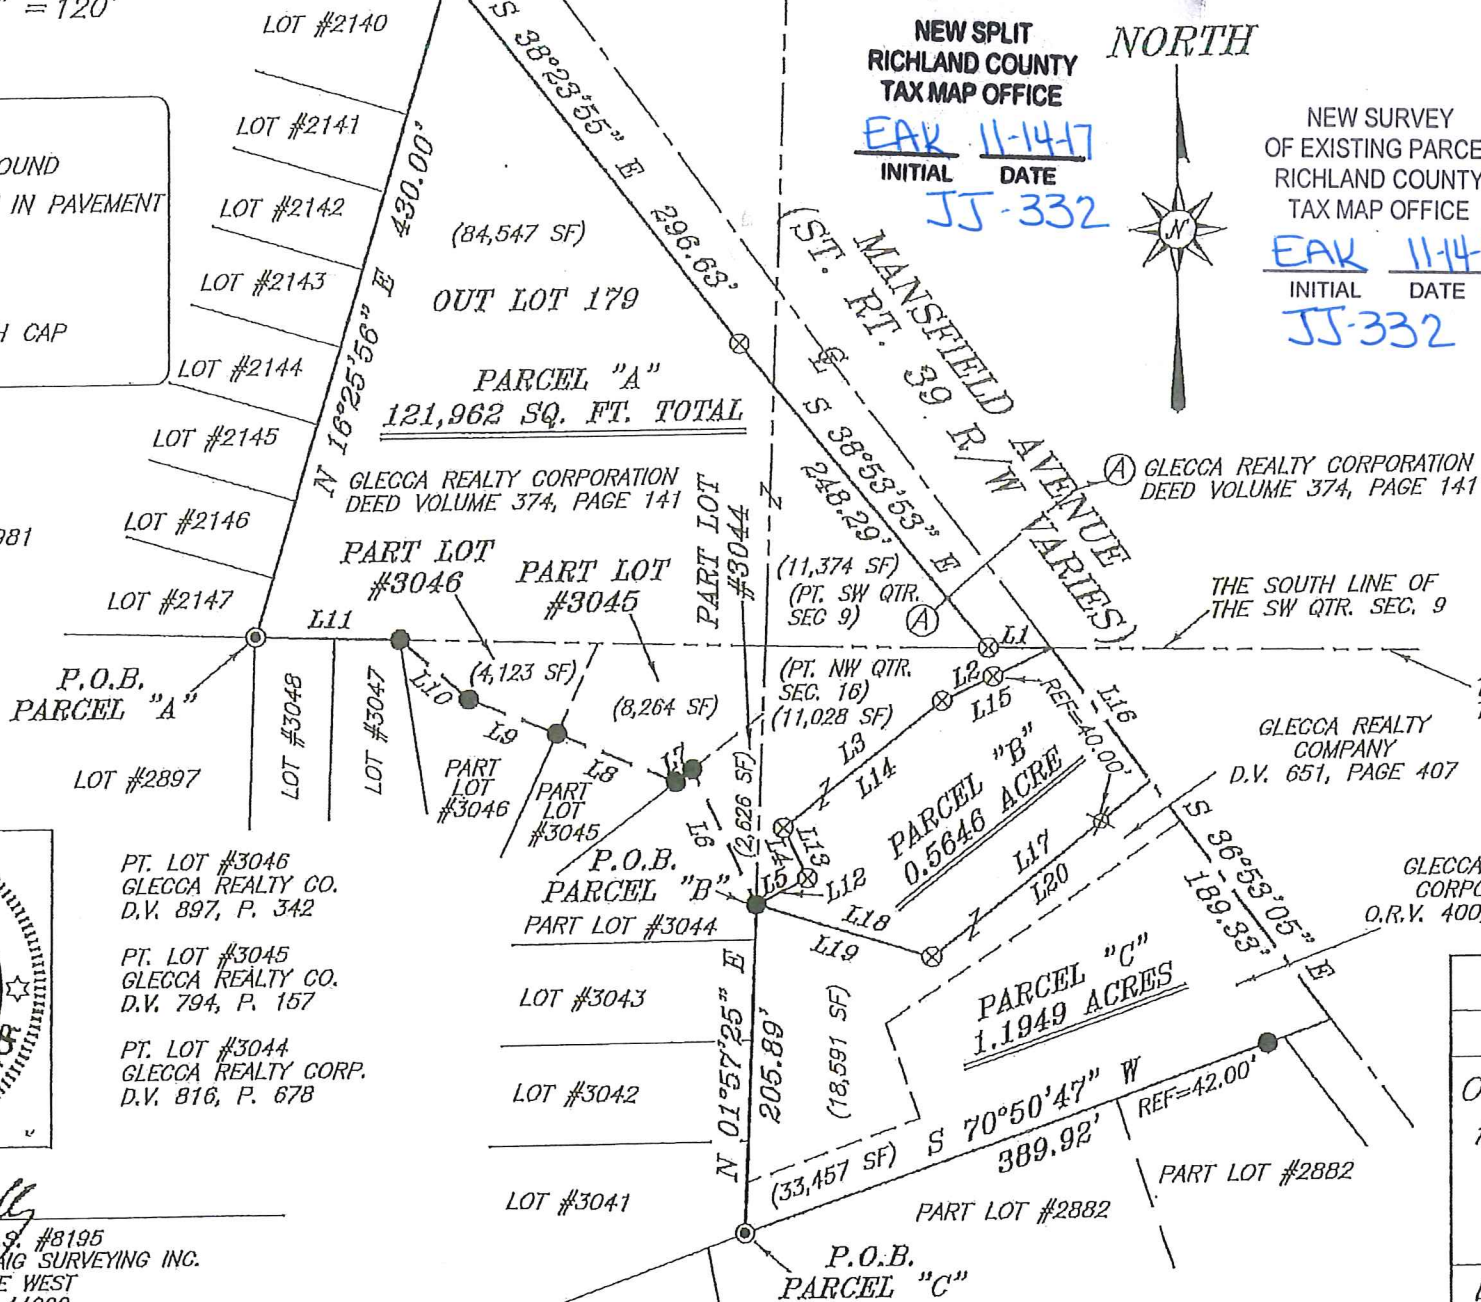 = 120'
LOT #2140
LOT #2141
LOT #2142
LOT #2143
LOT #2144
LOT #2145
LOT #2146
LOT #2147
OUND
IN PAVEMENT
H CAP
981
N 16°25'56" E 430.00'
S 38°23'55" E 296.63'
(84,547 SF)
OUT LOT 179
PARCEL "A"
121,962 SQ. FT. TOTAL
GLECCA REALTY CORPORATION
DEED VOLUME 374, PAGE 141
NEW SPLIT
RICHLAND COUNTY
TAX MAP OFFICE
EAK 11-14-17
INITIAL DATE
JJ-332
NORTH
N
NEW SURVEY
OF EXISTING PARCE
RICHLAND COUNTY
TAX MAP OFFICE
EAK 11-14-
INITIAL DATE
JJ-332
MANSFIELD AVENUE
(ST. RT. 39. R/W VARIES)
S 38°53'53" E
248.29'
A GLECCA REALTY CORPORATION
DEED VOLUME 374, PAGE 141
PART LOT
#3046
PART LOT
#3045
PART LOT
#3044
(11,374 SF)
(PT. SW QTR.
SEC 9)
A
THE SOUTH LINE OF
THE SW QTR. SEC. 9
L11
L1
P.O.B.
PARCEL "A"
LOT #3048
LOT #3047
L10
(4,123 SF)
L9
(8,264 SF)
L8
L7
L6
(PT. NW QTR.
SEC. 16)
(11,028 SF)
(2,626 SF)
L2
L15
L3
L14
REF=40.00'
L16
LOT #2897
PART
LOT
#3046
PART
LOT
#3045
PARCEL "B"
0.5646 ACRE
GLECCA REALTY
COMPANY
D.V. 651, PAGE 407
P.O.B.
PARCEL "B"
L4
L13
L5
L12
L17
L20
L18
L19
S 36°53'05" E
189.33'
GLECCA
CORPO
O.R.V. 400,
PT. LOT #3046
GLECCA REALTY CO.
D.V. 897, P. 342
PT. LOT #3045
GLECCA REALTY CO.
D.V. 794, P. 157
PT. LOT #3044
GLECCA REALTY CORP.
D.V. 816, P. 678
PART LOT #3044
LOT #3043
LOT #3042
LOT #3041
N 01°57'25" E
205.89'
(18,591 SF)
PARCEL "C"
1.1949 ACRES
(33,457 SF)
S 70°50'47" W
389.92'
REF=42.00'
PART LOT #2882
PART LOT #2882
P.O.B.
PARCEL "C"
S. #8195
AIG SURVEYING INC.
E WEST